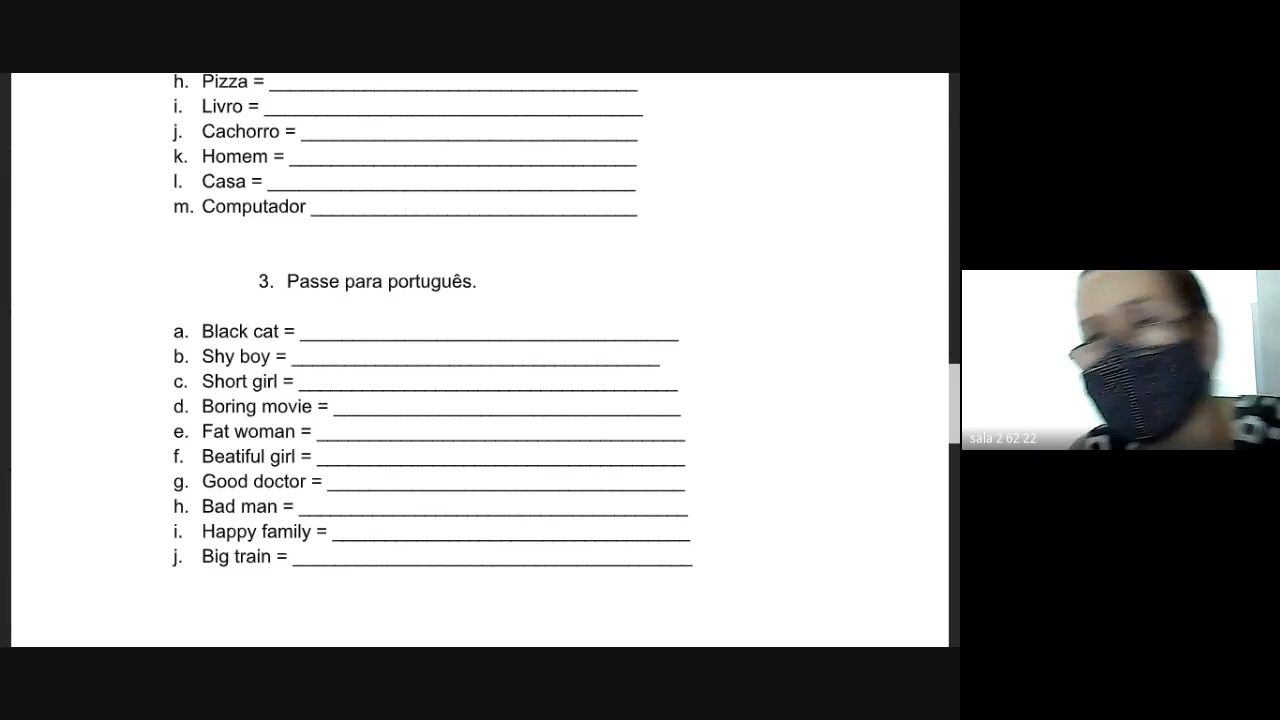 h. Pizza = ___________________________________
i. Livro = ____________________________________
j. Cachorro = ________________________________
k. Homem = _________________________________
l. Casa = ___________________________________
m. Computador _______________________________
3. Passe para português.
a. Black cat = ____________________________________
b. Shy boy = ___________________________________
c. Short girl = ____________________________________
d. Boring movie = _________________________________
e. Fat woman = ___________________________________
f. Beatiful girl = ___________________________________
g. Good doctor = __________________________________
h. Bad man = _____________________________________
i. Happy family = __________________________________
j. Big train = ______________________________________
sala 2 62 22